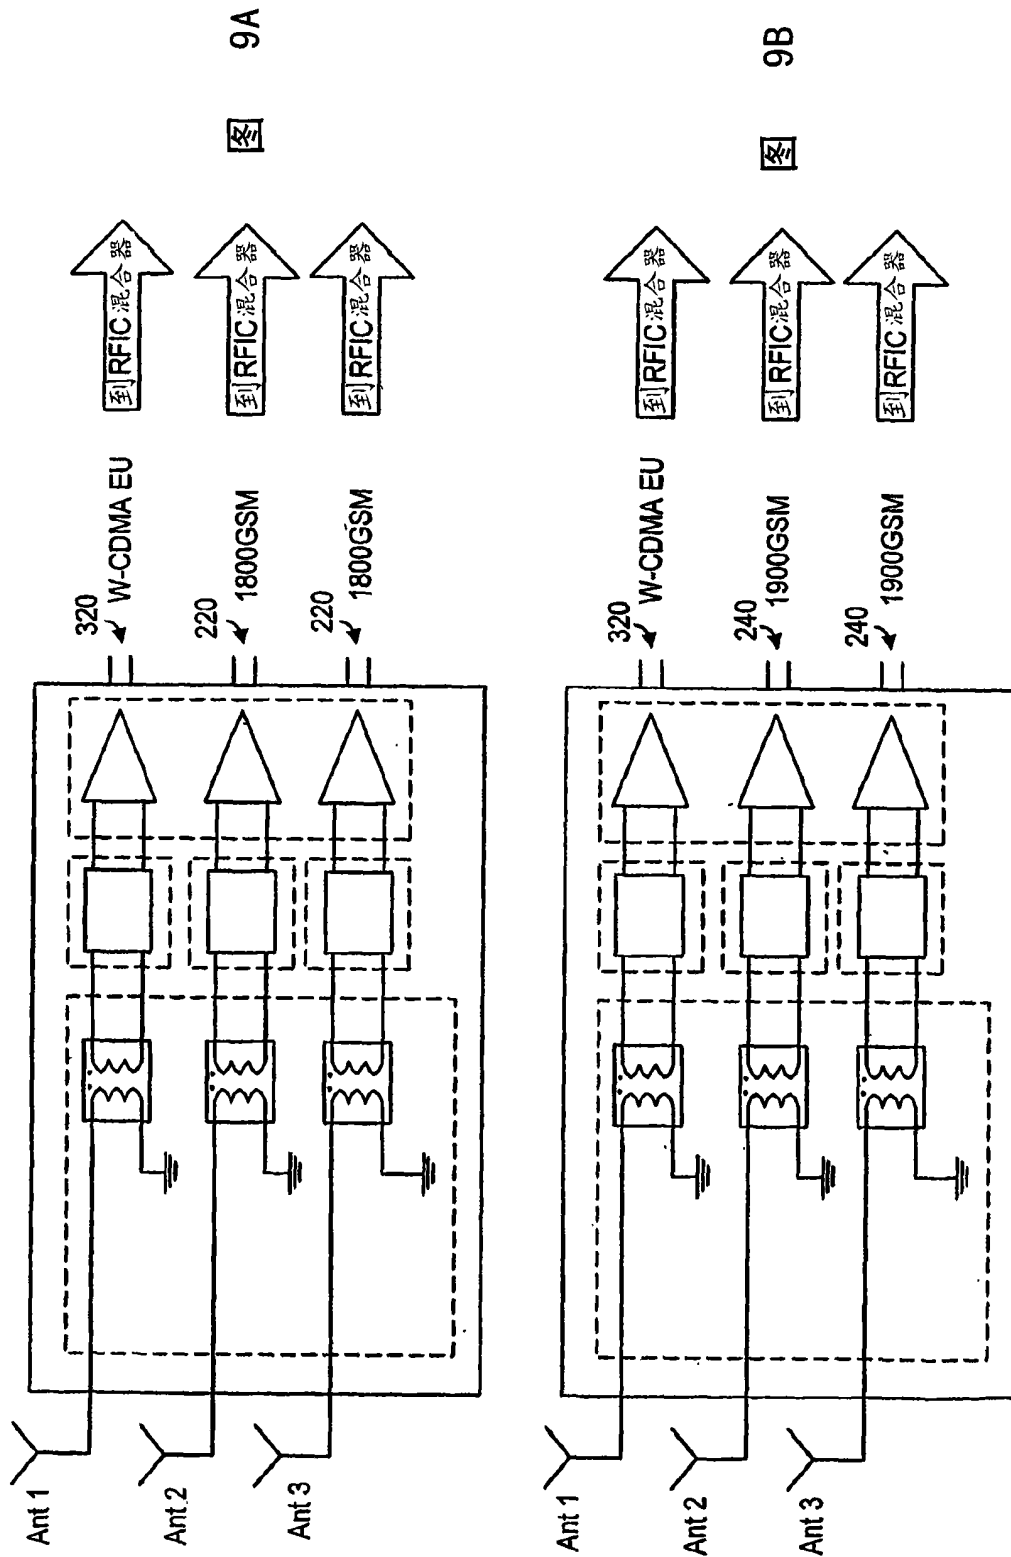 Ant 1
320
W-CDMA EU
到RFIC混合器
Ant 2
220
1800GSM
到RFIC混合器
Ant 3
220
1800GSM
到RFIC混合器
图 9A
Ant 1
320
W-CDMA EU
到RFIC混合器
Ant 2
240
1900GSM
到RFIC混合器
Ant 3
240
1900GSM
到RFIC混合器
图 9B